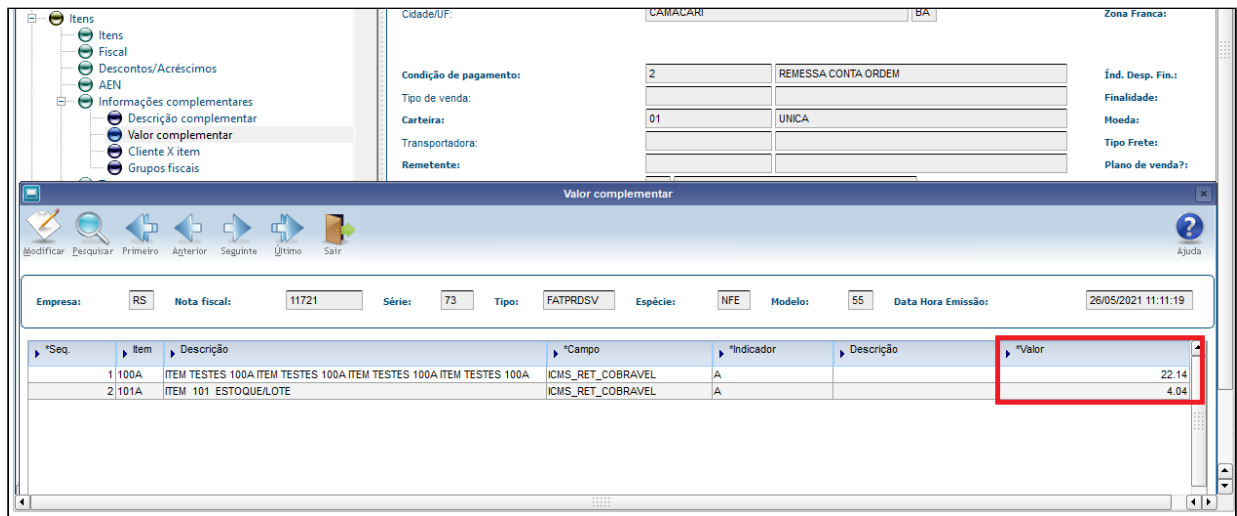 Itens
Itens
Fiscal
Descontos/Acréscimos
AEN
Informações complementares
Descrição complementar
Valor complementar
Cliente X item
Grupos fiscais
Cidade/UF: CAMACARI BA Zona Franca:
Condição de pagamento: 2 REMESSA CONTA ORDEM Índ. Desp. Fin.:
Tipo de venda: Finalidade:
Carteira: 01 UNICA Moeda:
Transportadora: Tipo Frete:
Remetente: Plano de venda?:
Valor complementar
Modificar Pesquisar Primeiro Anterior Seguinte Último Sair Ajuda
Empresa: RS Nota fiscal: 11721 Série: 73 Tipo: FATPRDSV Espécie: NFE Modelo: 55 Data Hora Emissão: 26/05/2021 11:11:19
*Seq. Item Descrição *Campo *Indicador Descrição *Valor
1 100A ITEM TESTES 100A ITEM TESTES 100A ITEM TESTES 100A ITEM TESTES 100A ICMS_RET_COBRAVEL A 22.14
2 101A ITEM 101 ESTOQUE/LOTE ICMS_RET_COBRAVEL A 4.04